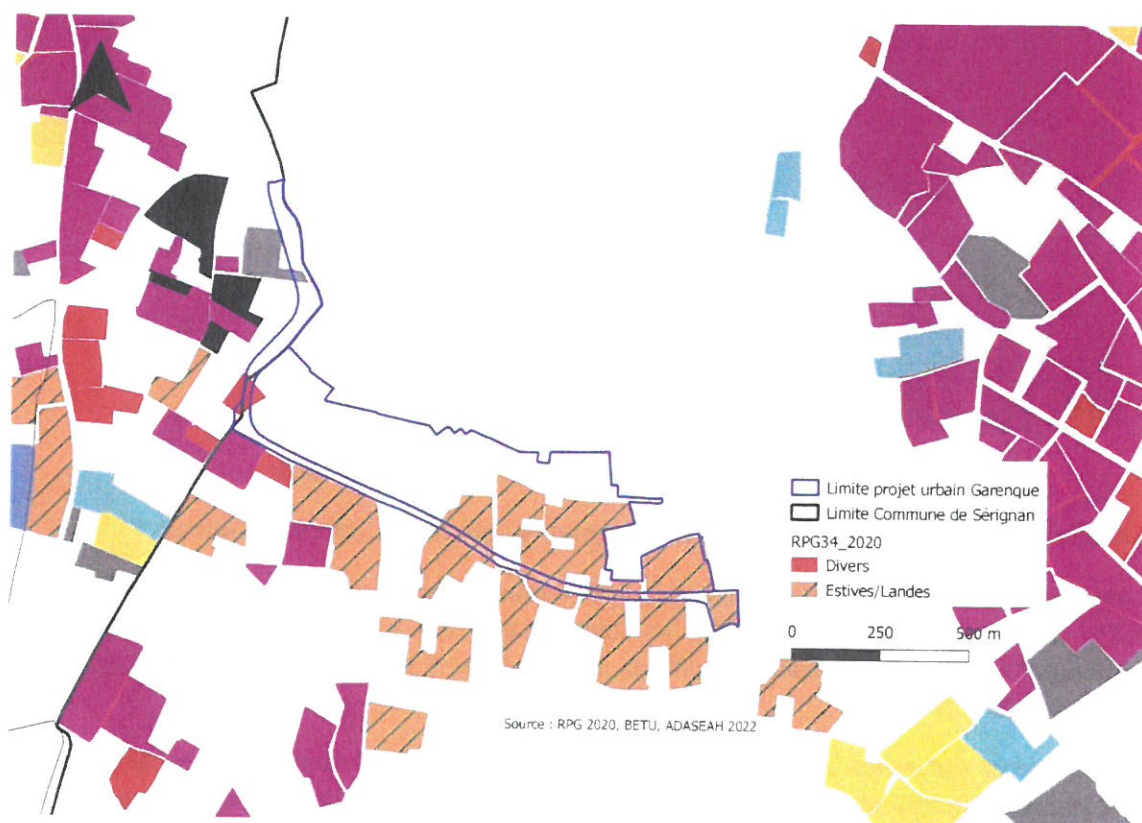 Limite projet urbain Garenque
Limite Commune de Sérignan
RPG34_2020
Divers
Estives/Landes
0 250 500 m
Source : RPG 2020, BETU, ADASEAH 2022